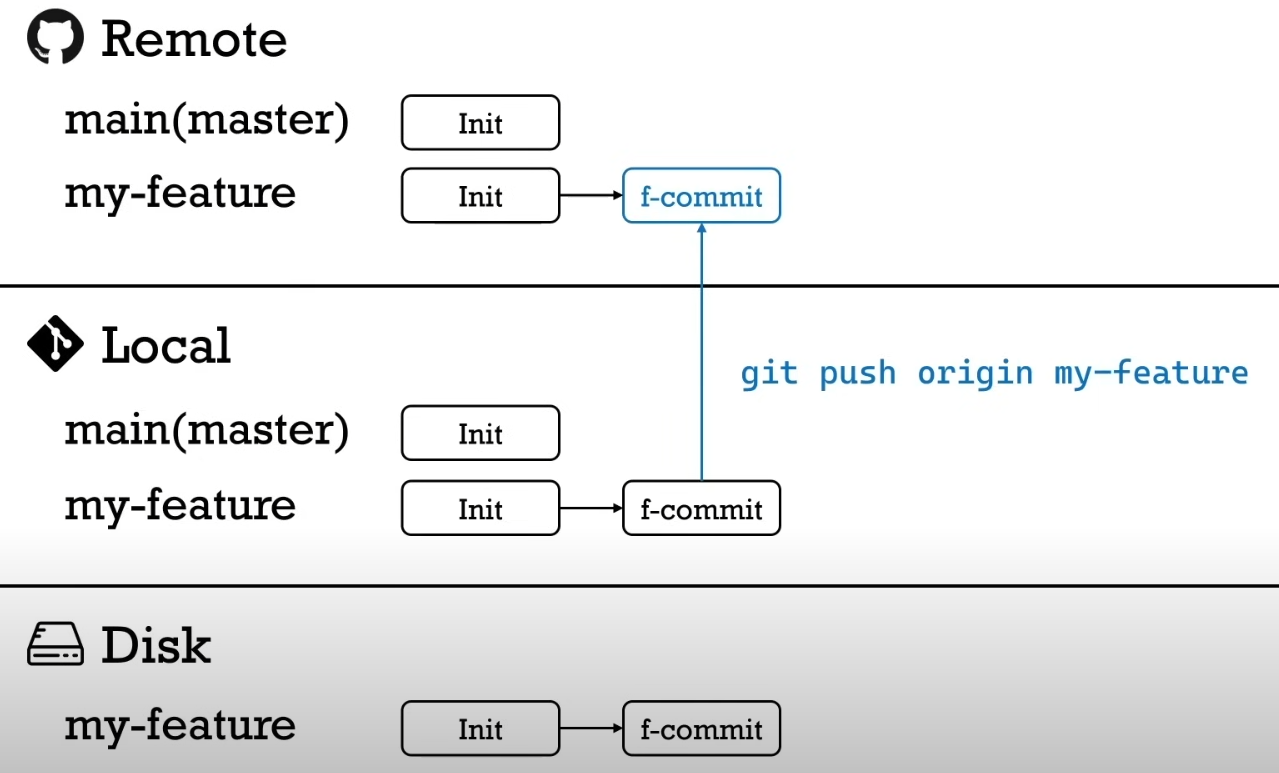 Remote
main(master) Init
my-feature Init f-commit
Local
git push origin my-feature
main(master) Init
my-feature Init f-commit
Disk
my-feature Init f-commit